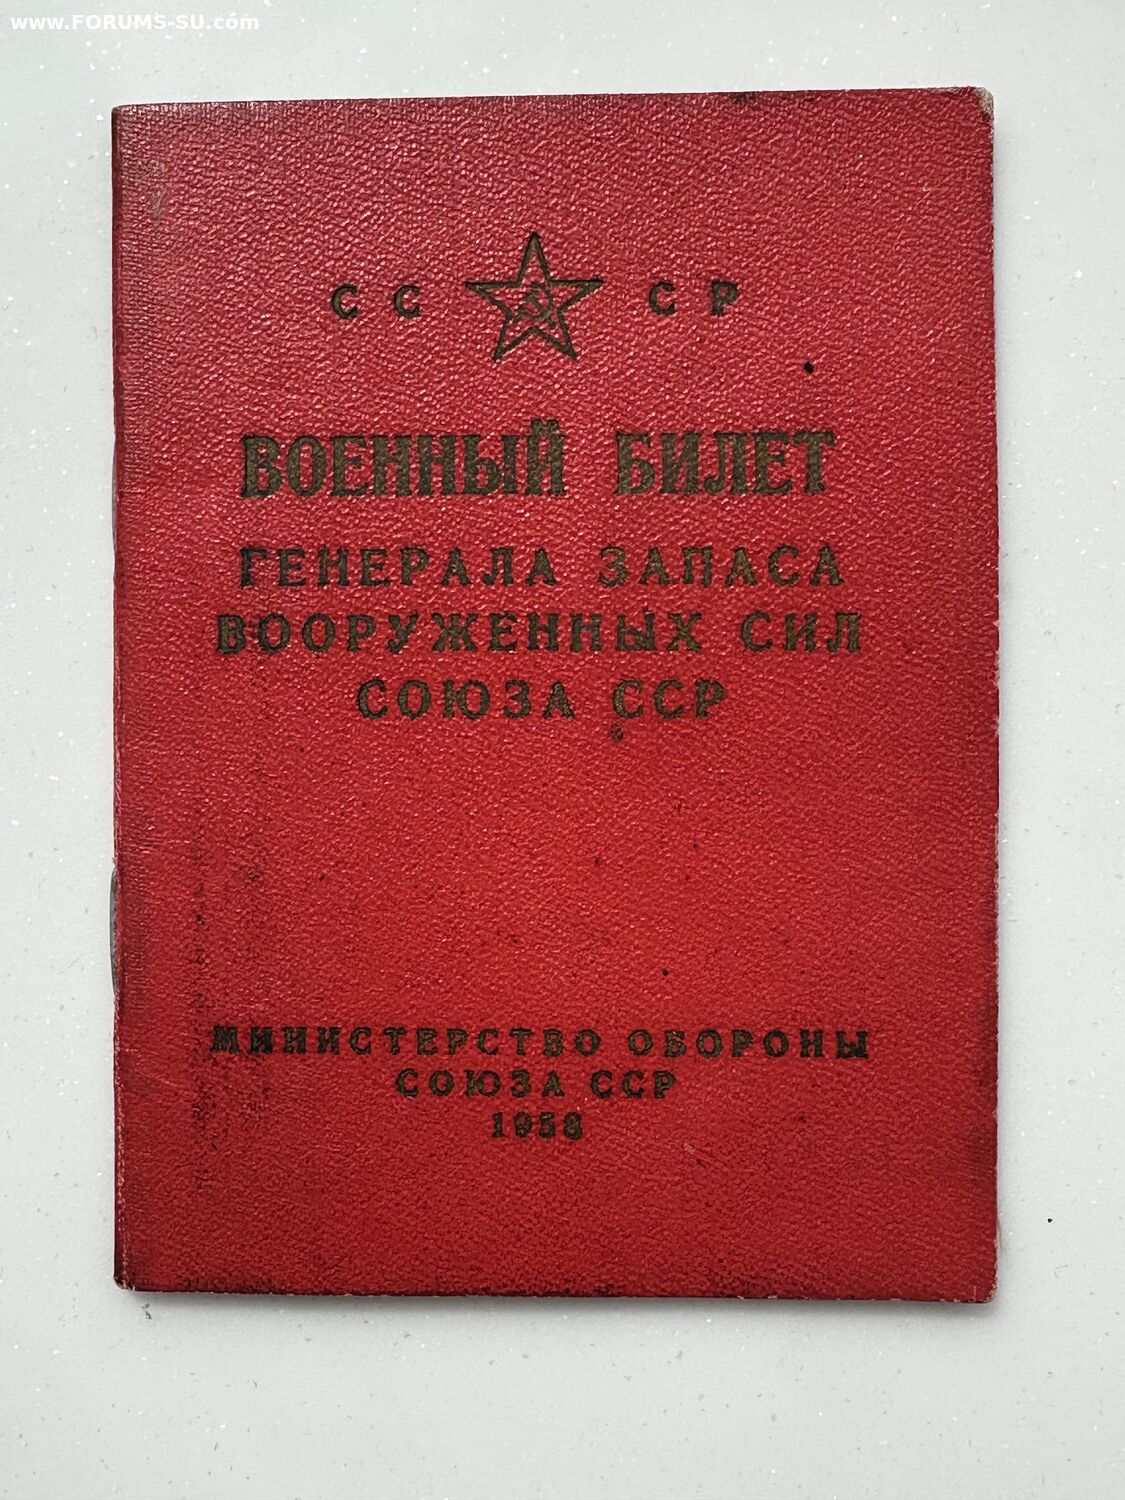 www.FORUMS-SU.com
СС СР
ВОЕННЫЙ БИЛЕТ
ГЕНЕРАЛА ЗАПАСА
ВООРУЖЕННЫХ СИЛ
СОЮЗА ССР
МИНИСТЕРСТВО ОБОРОНЫ
СОЮЗА ССР
1958